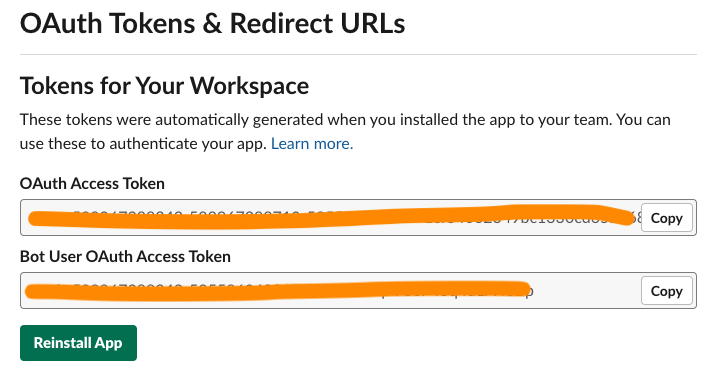 OAuth Tokens & Redirect URLs
Tokens for Your Workspace
These tokens were automatically generated when you installed the app to your team. You can
use these to authenticate your app. Learn more.
OAuth Access Token
Copy
Bot User OAuth Access Token
Copy
Reinstall App